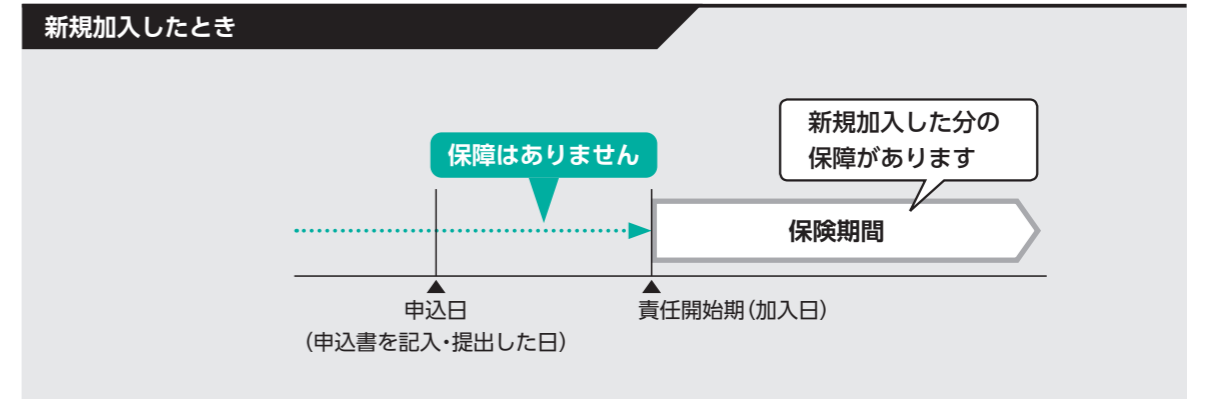 新規加入したとき
保障はありません
新規加入した分の
保障があります
保険期間
申込日
(申込書を記入・提出した日)
責任開始期(加入日)